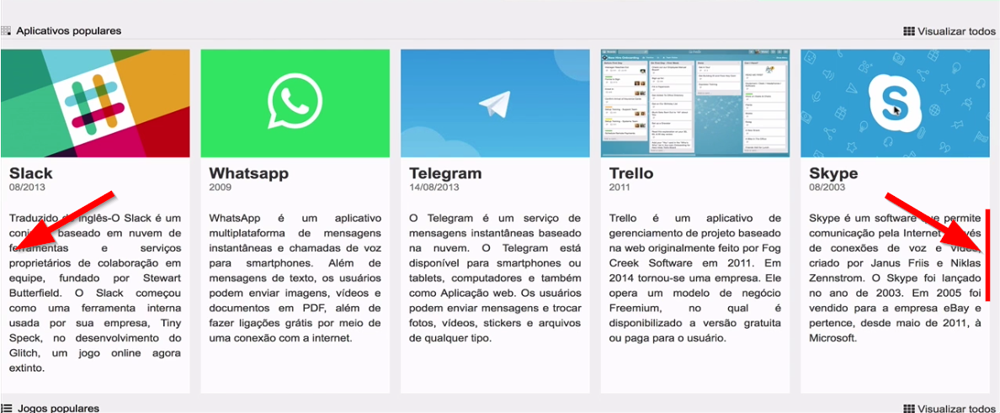 Aplicativos populares
Visualizar todos
Slack
08/2013
Traduzido do Inglês-O Slack é um
baseado em nuvem de
ferramentas e serviços
proprietários de colaboração em
equipe, fundado por Stewart
Butterfield. O Slack começou
como uma ferramenta interna
usada por sua empresa, Tiny
Speck, no desenvolvimento do
Glitch, um jogo online agora
extinto.
Whatsapp
2009
WhatsApp é um aplicativo
multiplataforma de mensagens
instantâneas e chamadas de voz
para smartphones. Além de
mensagens de texto, os usuários
podem enviar imagens, vídeos e
documentos em PDF, além de
fazer ligações grátis por meio de
uma conexão com a internet.
Telegram
14/08/2013
O Telegram é um serviço de
mensagens instantâneas baseado
na nuvem. O Telegram está
disponível para smartphones ou
tablets, computadores e também
como Aplicação web. Os usuários
podem enviar mensagens e trocar
fotos, vídeos, stickers e arquivos
de qualquer tipo.
Trello
2011
Trello é um aplicativo de
gerenciamento de projeto baseado
na web originalmente feito por Fog
Creek Software em 2011. Em
2014 tornou-se uma empresa. Ele
opera um modelo de negócio
Freemium, no qual é
disponibilizado a versão gratuita
ou paga para o usuário.
Skype
08/2003
Skype é um software que permite
comunicação pela Internet através
de conexões de voz e vídeo,
criado por Janus Friis e Niklas
Zennstrom. O Skype foi lançado
no ano de 2003. Em 2005 foi
vendido para a empresa eBay e
pertence, desde maio de 2011, à
Microsoft.
Jogos populares
Visualizar todos